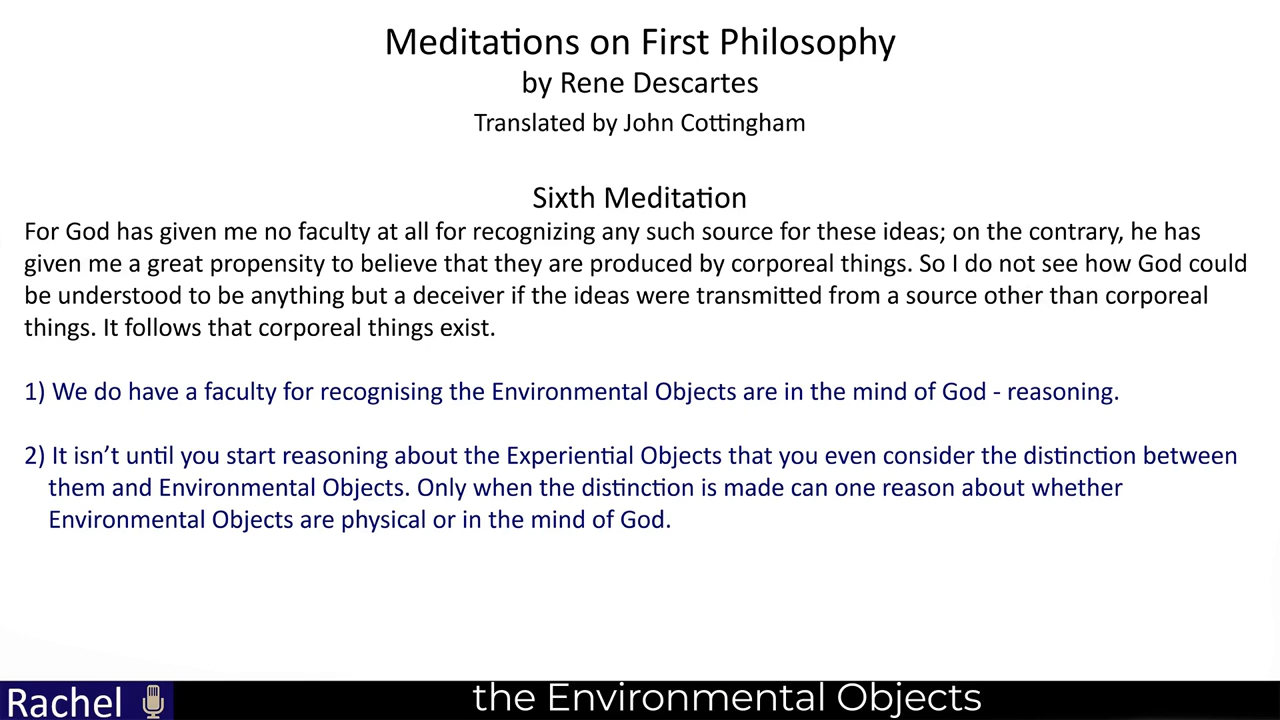 Meditations on First Philosophy
by Rene Descartes
Translated by John Cottingham
Sixth Meditation
For God has given me no faculty at all for recognizing any such source for these ideas; on the contrary, he has
given me a great propensity to believe that they are produced by corporeal things. So I do not see how God could
be understood to be anything but a deceiver if the ideas were transmitted from a source other than corporeal
things. It follows that corporeal things exist.
1) We do have a faculty for recognising the Environmental Objects are in the mind of God - reasoning.
2) It isn’t until you start reasoning about the Experiential Objects that you even consider the distinction between
them and Environmental Objects. Only when the distinction is made can one reason about whether
Environmental Objects are physical or in the mind of God.
Rachel
the Environmental Objects